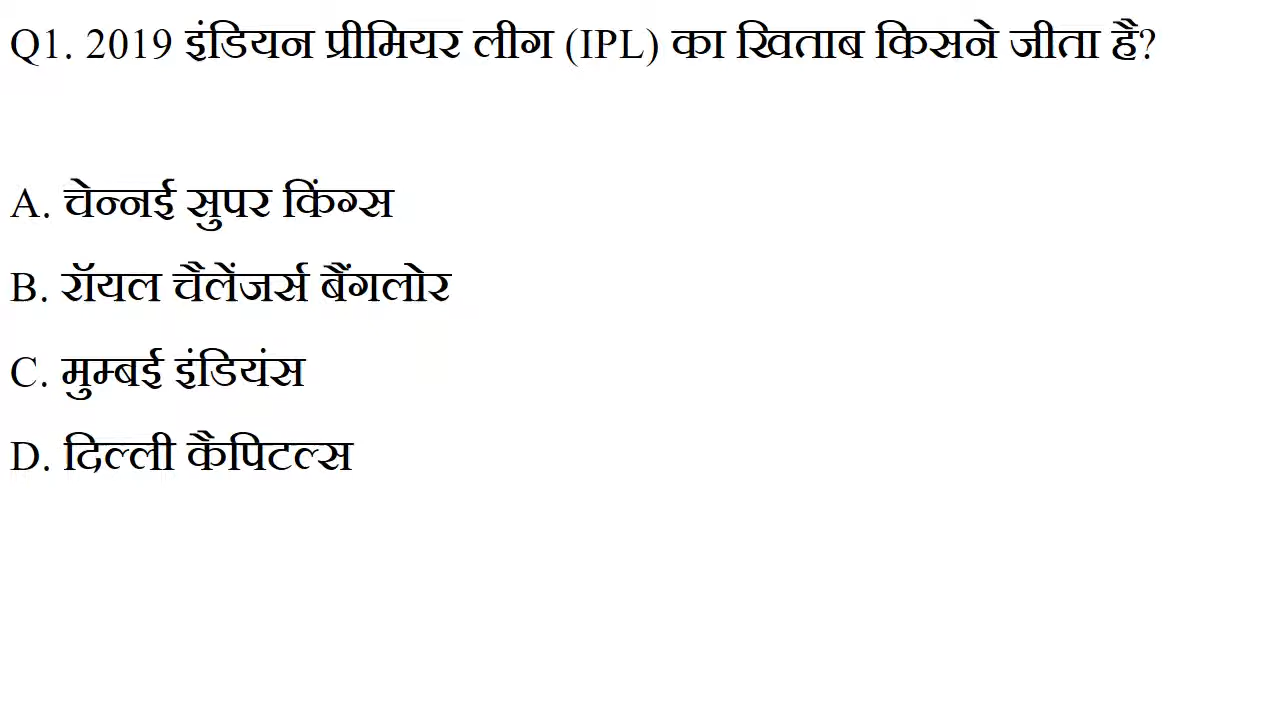 Q1. 2019 इंडियन प्रीमियर लीग (IPL) का खिताब किसने जीता है?
A. चेन्नई सुपर किंग्स
B. रॉयल चैलेंजर्स बैंगलोर
C. मुम्बई इंडियंस
D. दिल्ली कैपिटल्स